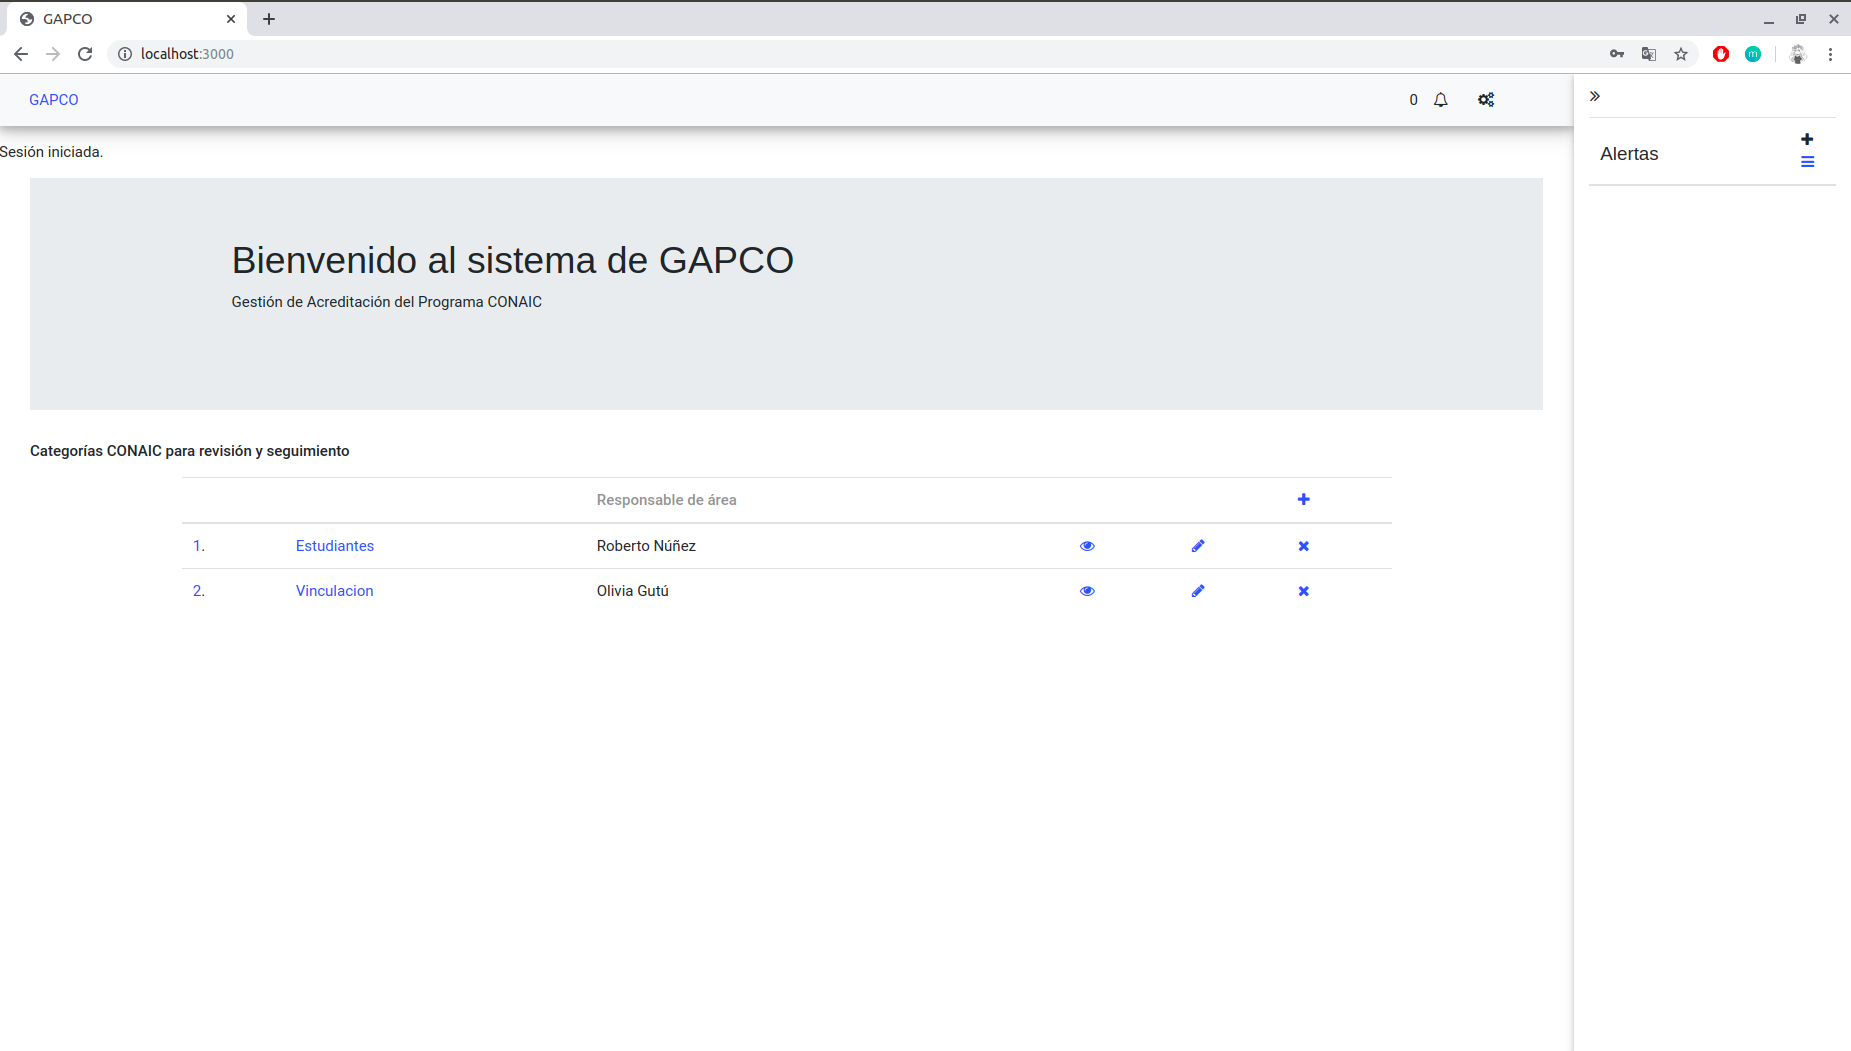 GAPCO
localhost:3000
m
GAPCO
0
Sesión iniciada.
Alertas
Bienvenido al sistema de GAPCO
Gestión de Acreditación del Programa CONAIC
Categorías CONAIC para revisión y seguimiento
Responsable de área
1. Estudiantes Roberto Núñez
2. Vinculacion Olivia Gutú